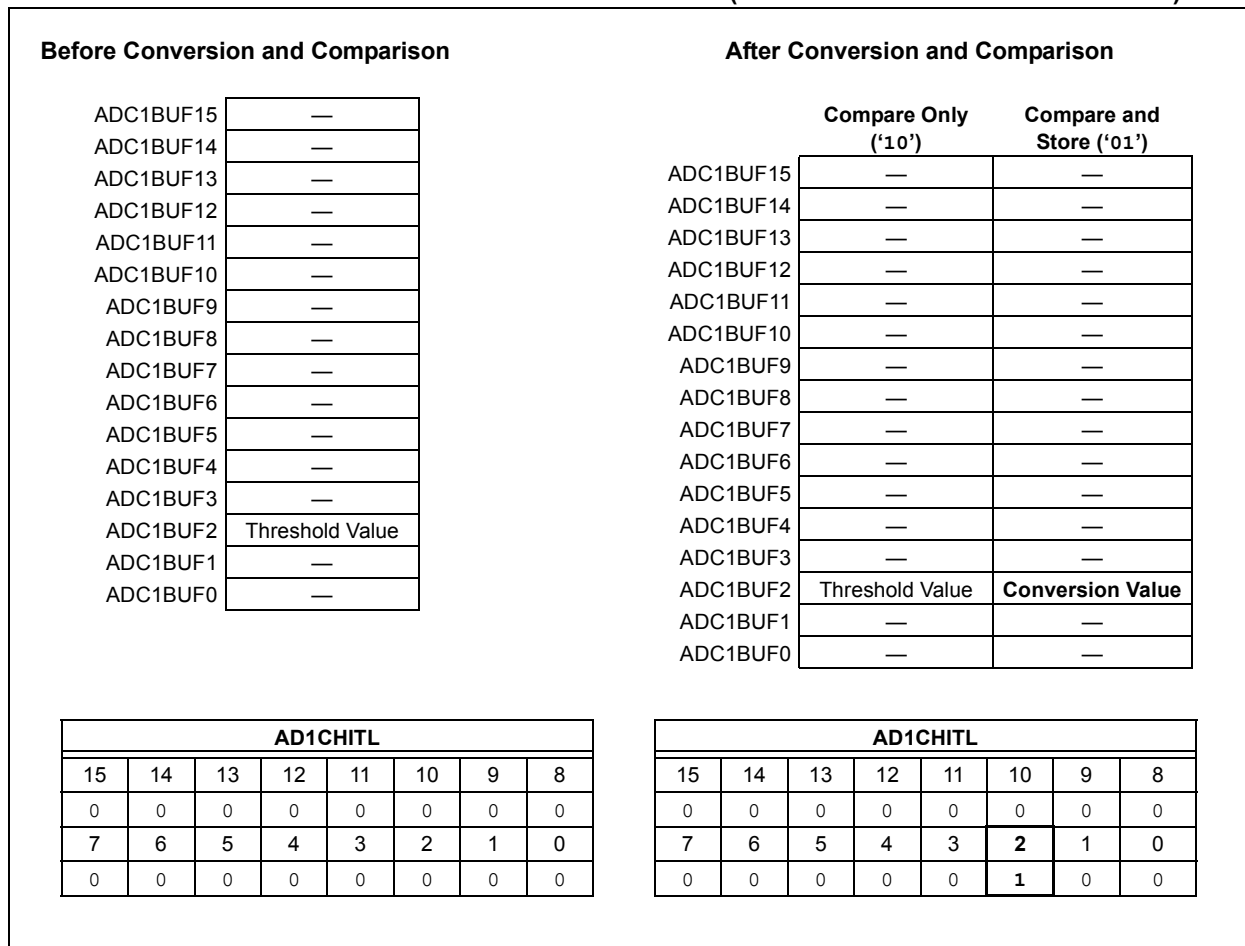 Before Conversion and Comparison
ADC1BUF15 —
ADC1BUF14 —
ADC1BUF13 —
ADC1BUF12 —
ADC1BUF11 —
ADC1BUF10 —
ADC1BUF9 —
ADC1BUF8 —
ADC1BUF7 —
ADC1BUF6 —
ADC1BUF5 —
ADC1BUF4 —
ADC1BUF3 —
ADC1BUF2 Threshold Value
ADC1BUF1 —
ADC1BUF0 —
After Conversion and Comparison
Compare Only Compare and
('10') Store ('01')
ADC1BUF15 — —
ADC1BUF14 — —
ADC1BUF13 — —
ADC1BUF12 — —
ADC1BUF11 — —
ADC1BUF10 — —
ADC1BUF9 — —
ADC1BUF8 — —
ADC1BUF7 — —
ADC1BUF6 — —
ADC1BUF5 — —
ADC1BUF4 — —
ADC1BUF3 — —
ADC1BUF2 Threshold Value Conversion Value
ADC1BUF1 — —
ADC1BUF0 — —
AD1CHITL
15 14 13 12 11 10 9 8
0 0 0 0 0 0 0 0
7 6 5 4 3 2 1 0
0 0 0 0 0 0 0 0
AD1CHITL
15 14 13 12 11 10 9 8
0 0 0 0 0 0 0 0
7 6 5 4 3 2 1 0
0 0 0 0 0 1 0 0